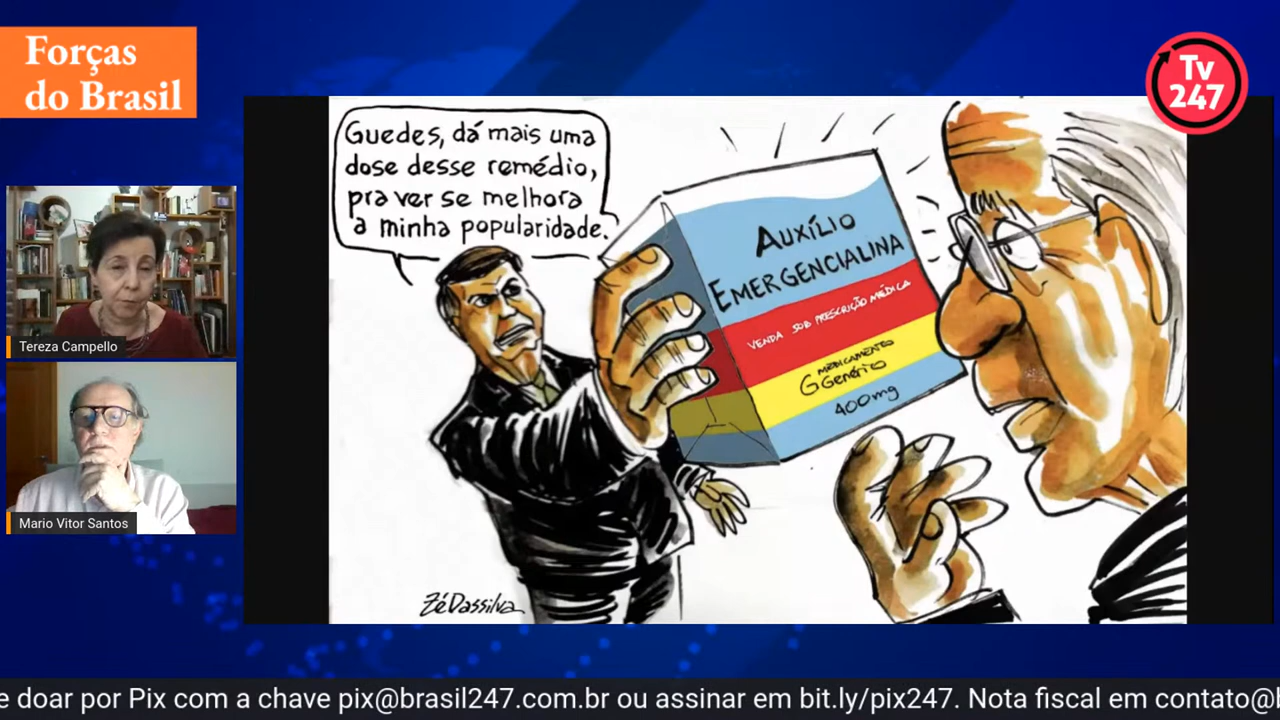 Forças
do Brasil
Tv
247
Guedes, dá mais uma
dose desse remédio,
pra ver se melhora
a minha popularidade.
AUXÍLIO
EMERGENCIALINA
VENDA SOB PRESCRIÇÃO MÉDICA
MEDICAMENTO
G Genérico
400mg
ZéDassilva
Tereza Campello
Mario Vitor Santos
e doar por Pix com a chave pix@brasil247.com.br ou assinar em bit.ly/pix247. Nota fiscal em contato@